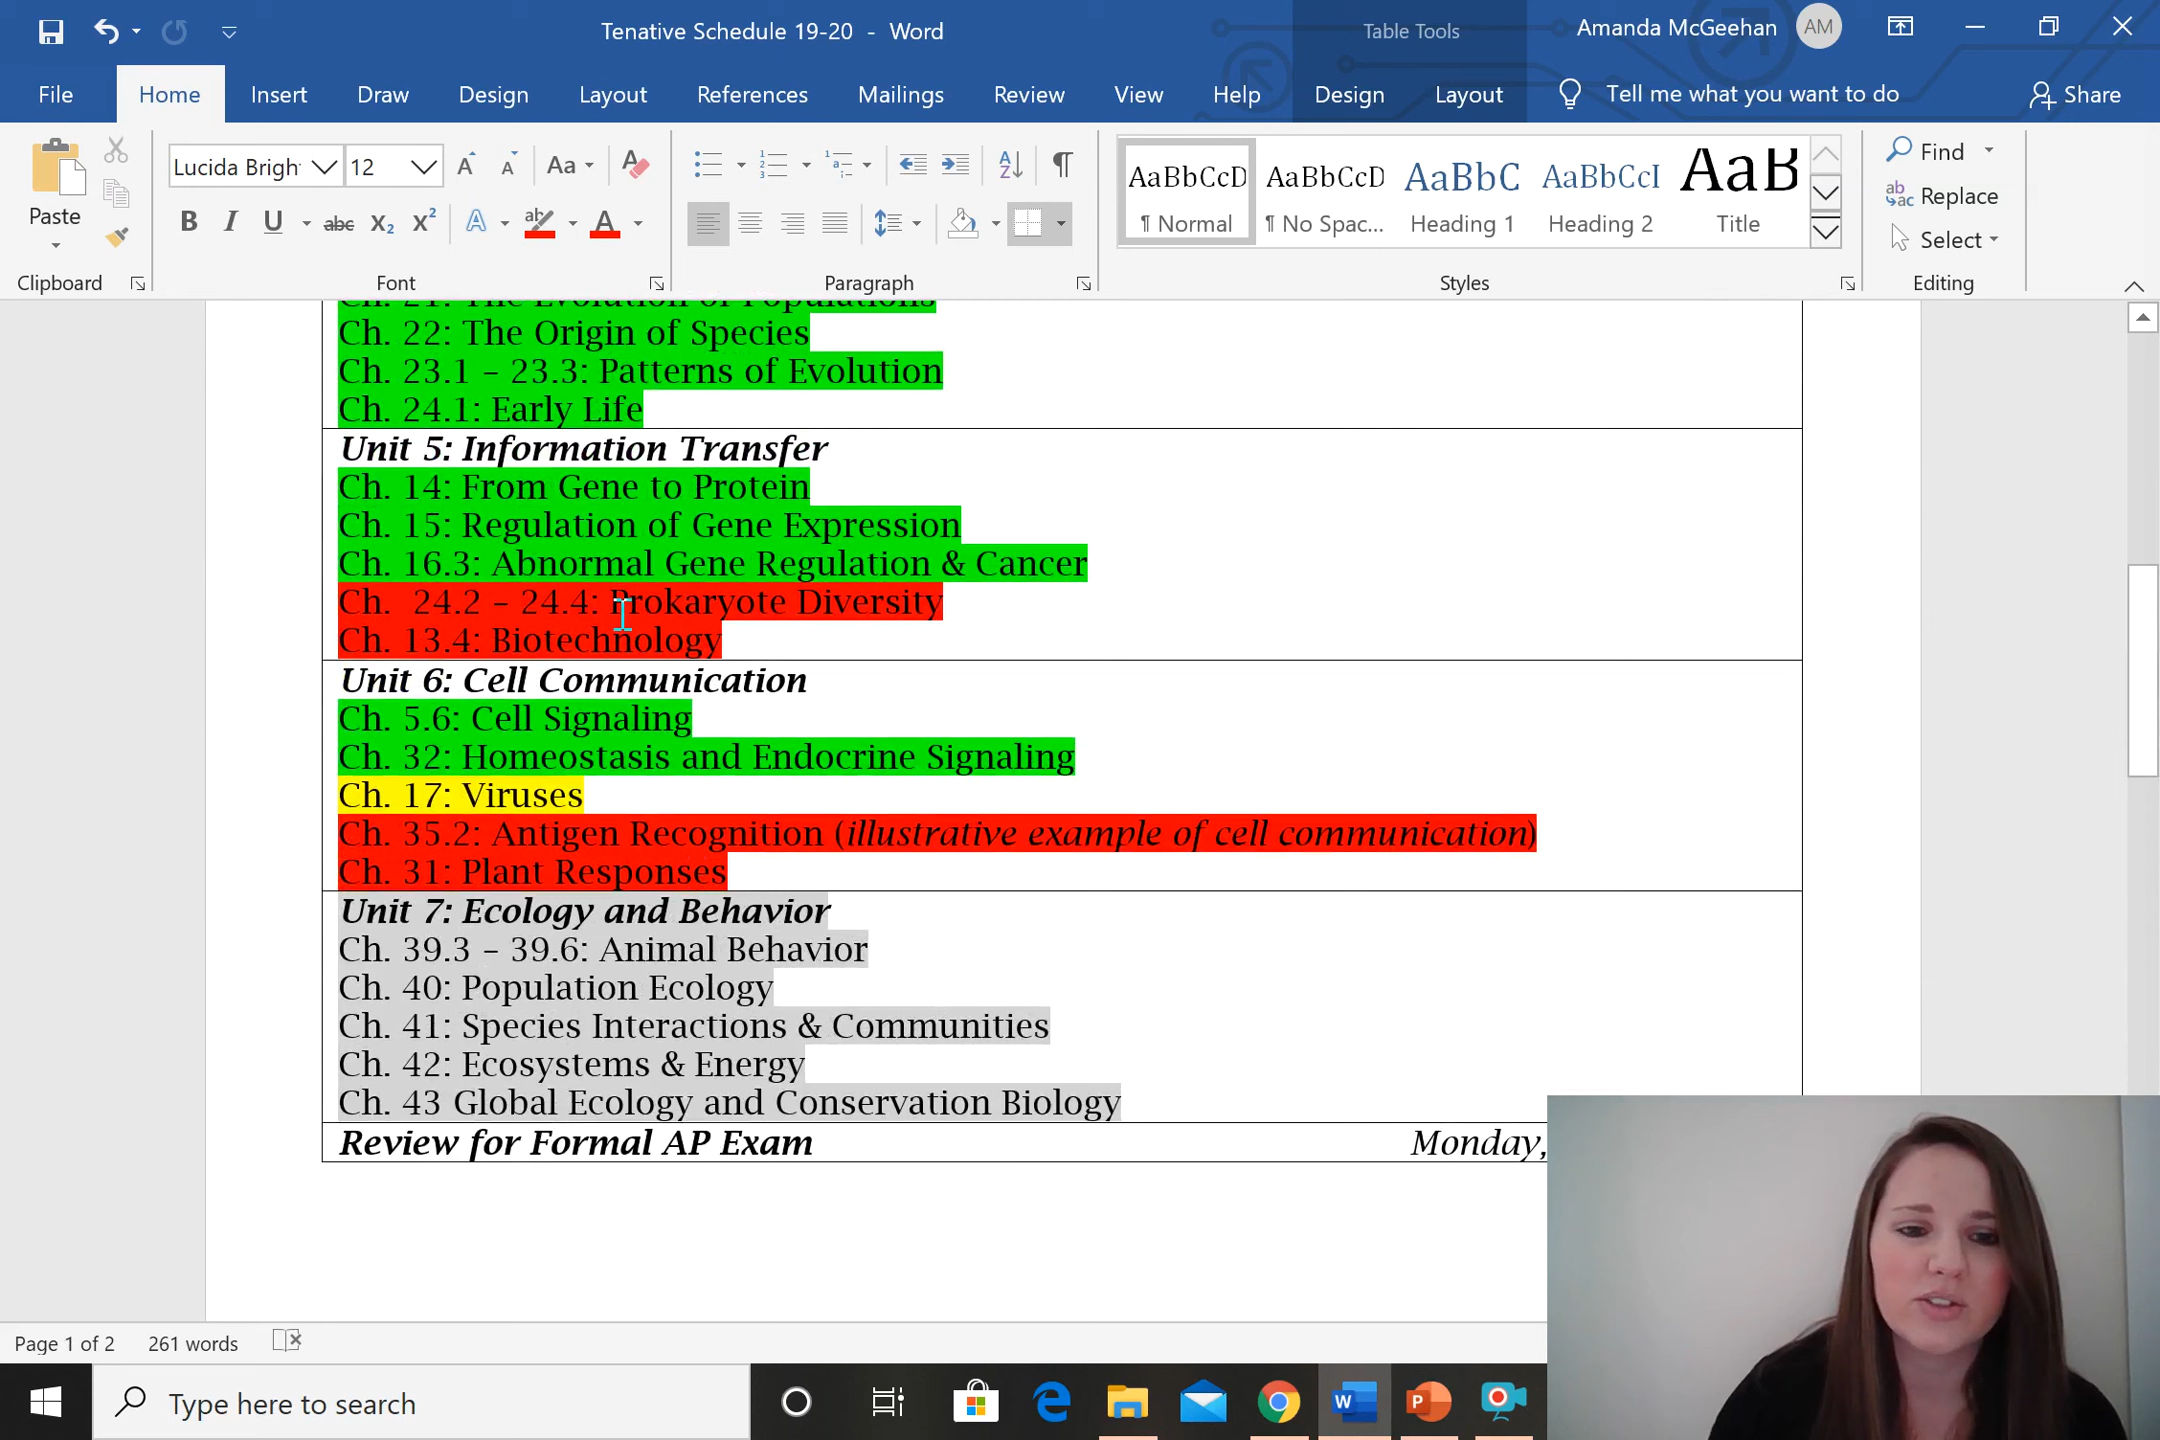 Tenative Schedule 19-20 - Word
Table Tools
Amanda McGeehan
AM
File
Home
Insert
Draw
Design
Layout
References
Mailings
Review
View
Help
Design
Layout
Tell me what you want to do
Share
Paste
Clipboard
Lucida Brigh
12
Aa
B I U abc X₂ X² A ab A
Font
Paragraph
AaBbCcD
¶ Normal
AaBbCcD
¶ No Spac...
AaBbC
Heading 1
AaBbCcI
Heading 2
AaB
Title
Styles
Find
Replace
Select
Editing
Ch. 21: The Evolution of Populations
Ch. 22: The Origin of Species
Ch. 23.1 – 23.3: Patterns of Evolution
Ch. 24.1: Early Life
Unit 5: Information Transfer
Ch. 14: From Gene to Protein
Ch. 15: Regulation of Gene Expression
Ch. 16.3: Abnormal Gene Regulation & Cancer
Ch. 24.2 – 24.4: Prokaryote Diversity
Ch. 13.4: Biotechnology
Unit 6: Cell Communication
Ch. 5.6: Cell Signaling
Ch. 32: Homeostasis and Endocrine Signaling
Ch. 17: Viruses
Ch. 35.2: Antigen Recognition (illustrative example of cell communication)
Ch. 31: Plant Responses
Unit 7: Ecology and Behavior
Ch. 39.3 – 39.6: Animal Behavior
Ch. 40: Population Ecology
Ch. 41: Species Interactions & Communities
Ch. 42: Ecosystems & Energy
Ch. 43 Global Ecology and Conservation Biology
Review for Formal AP Exam Monday,
Page 1 of 2 261 words
Type here to search